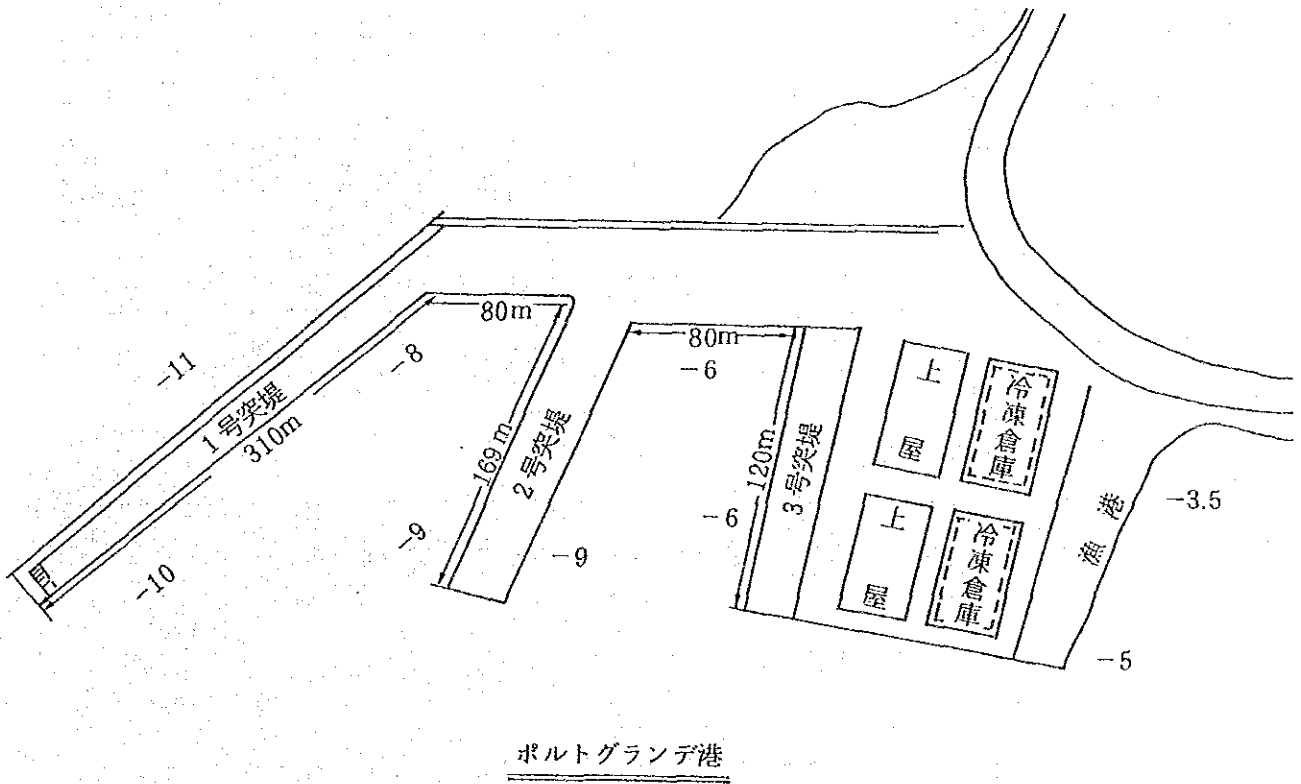 80m
-11
-8
80m
-6
1号突堤
310m
169m
2号突堤
120m
3号突堤
上屋
冷凍倉庫
-9
-9
-6
-10
上屋
冷凍倉庫
漁港
-3.5
-5
ポルトグランデ港